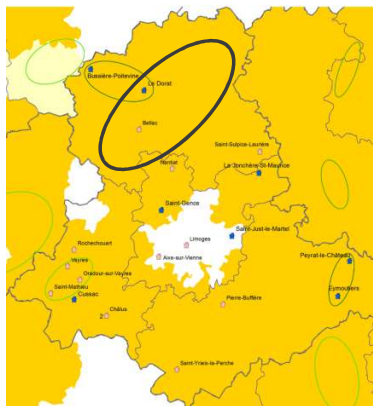 Bussière-Poitevine
Le Dorat
Bellac
Saint-Sulpice-Laurière
La Jonchère-St-Maurice
Nantiat
Saint-Genos
Saint-Just-le-Martel
Limoges
Aixe-sur-Vienne
Rochechouart
Vayres
Oradour-sur-Vayres
Saint-Mathieu
Cussac
Châlus
2
Peyrat-le-Château
Eymoutiers
Pierre-Buffière
Saint-Yrieix-la-Perche